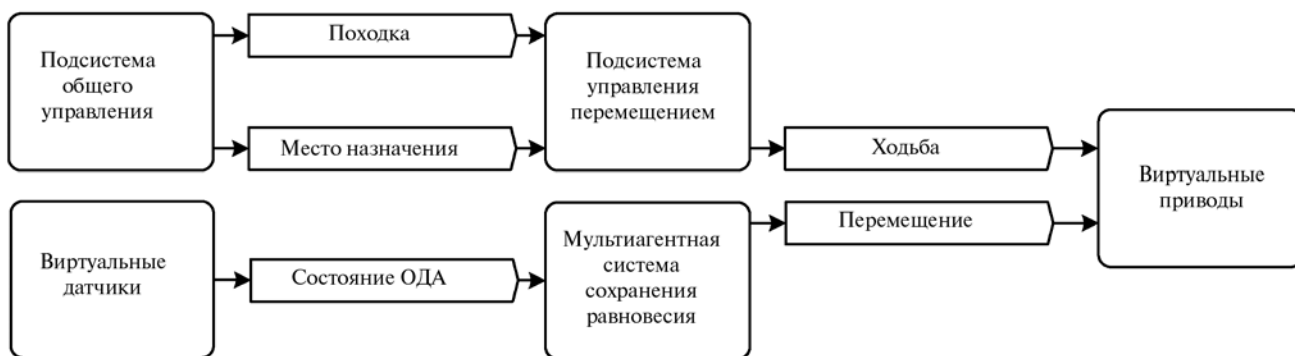 Подсистема
общего
управления
Походка
Место назначения
Подсистема
управления
перемещением
Ходьба
Виртуальные
приводы
Виртуальные
датчики
Состояние ОДА
Мультиагентная
система
сохранения
равновесия
Перемещение